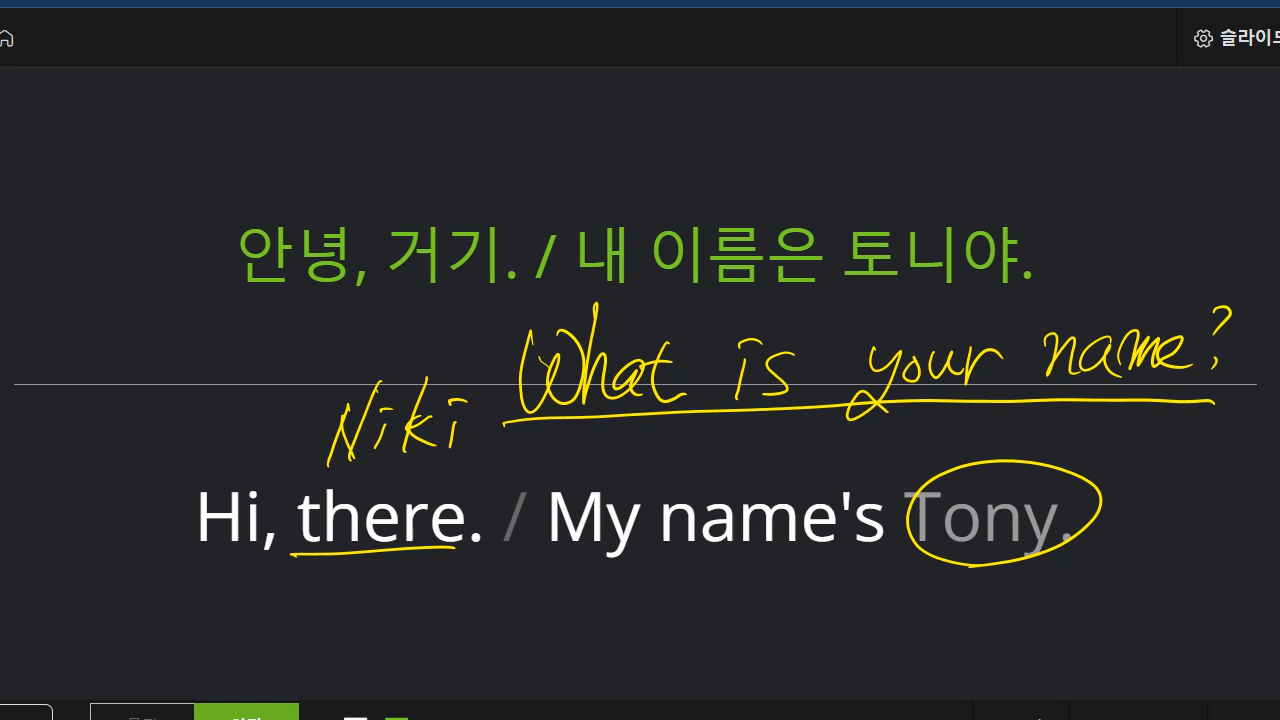 슬라이드
안녕, 거기. / 내 이름은 토니야.
What is your name?
Niki
Hi, there. / My name's Tony.